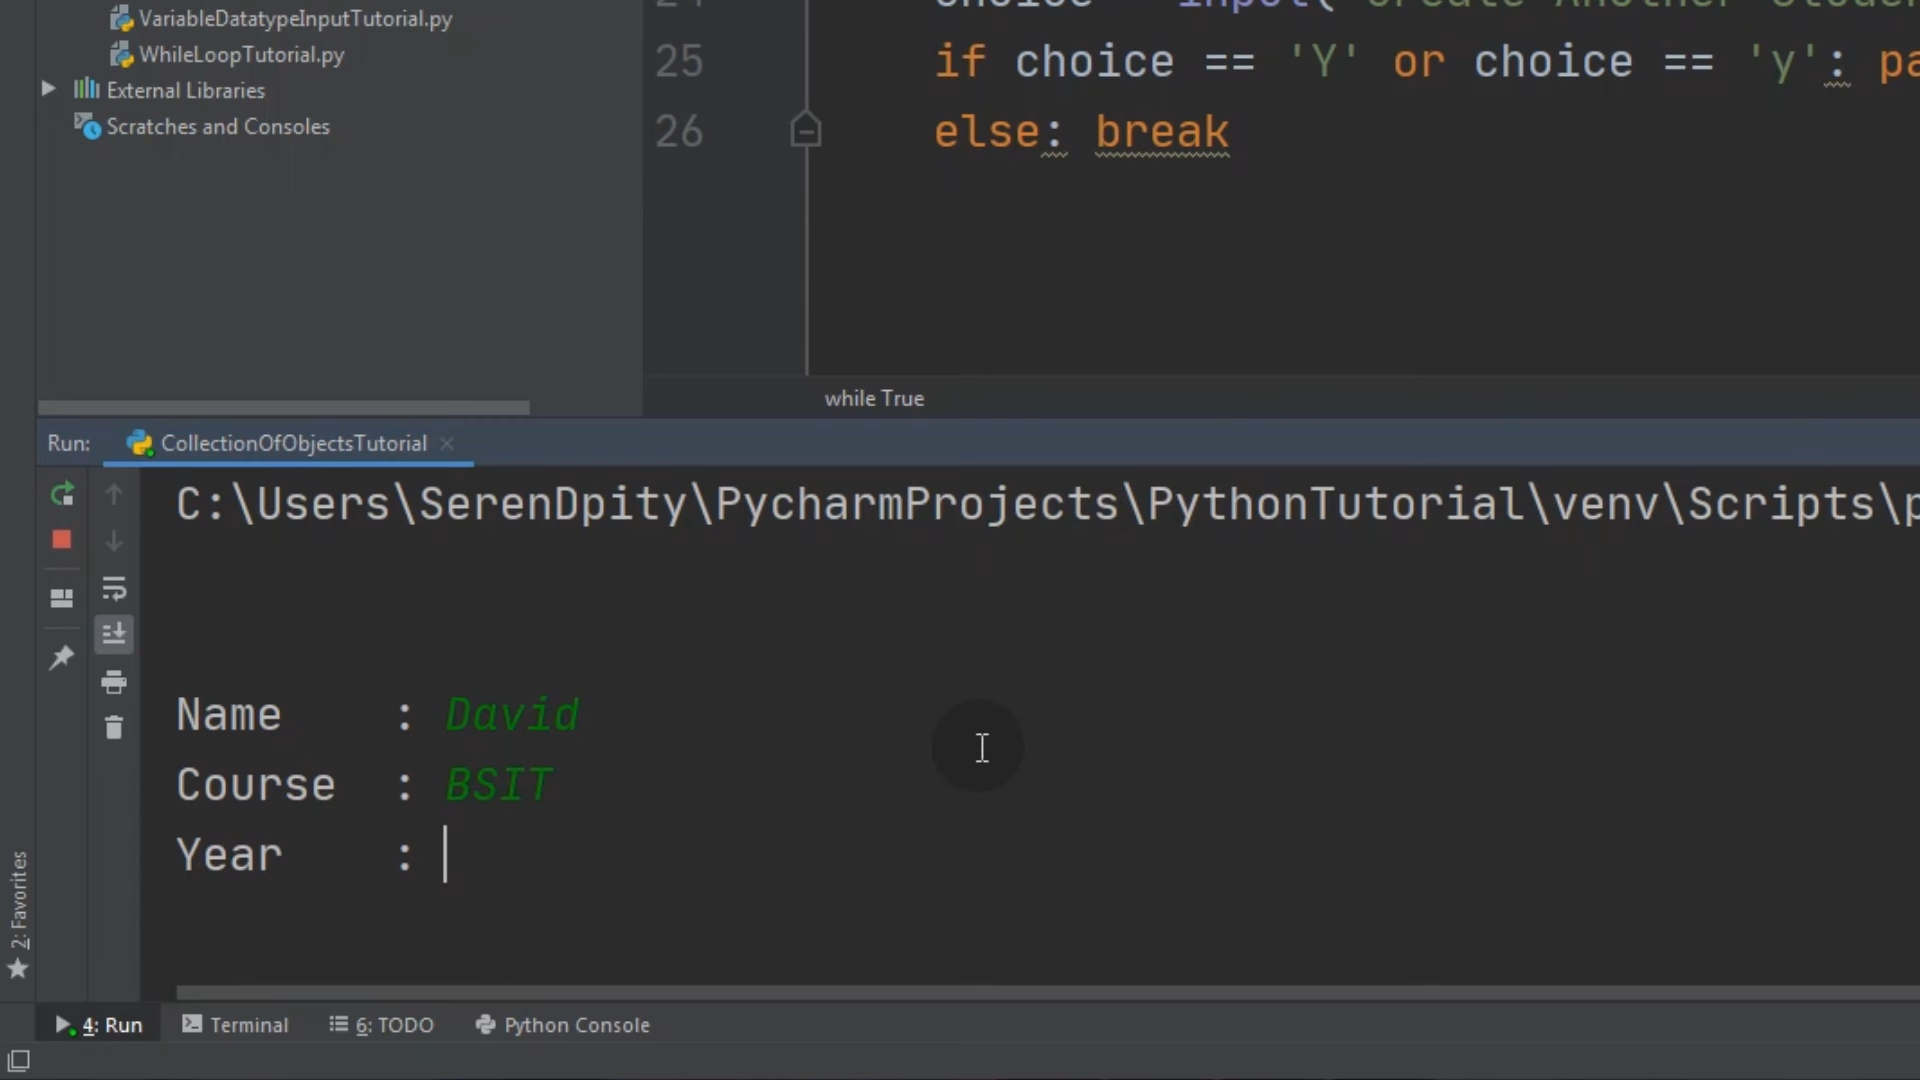 VariableDatatypeInputTutorial.py
WhileLoopTutorial.py
External Libraries
Scratches and Consoles
25 if choice == 'Y' or choice == 'y': pa
26 else: break
while True
Run: CollectionOfObjectsTutorial
C:\Users\SerenDpity\PycharmProjects\PythonTutorial\venv\Scripts\p
Name : David
Course : BSIT
Year :
2: Favorites
4: Run Terminal 6: TODO Python Console